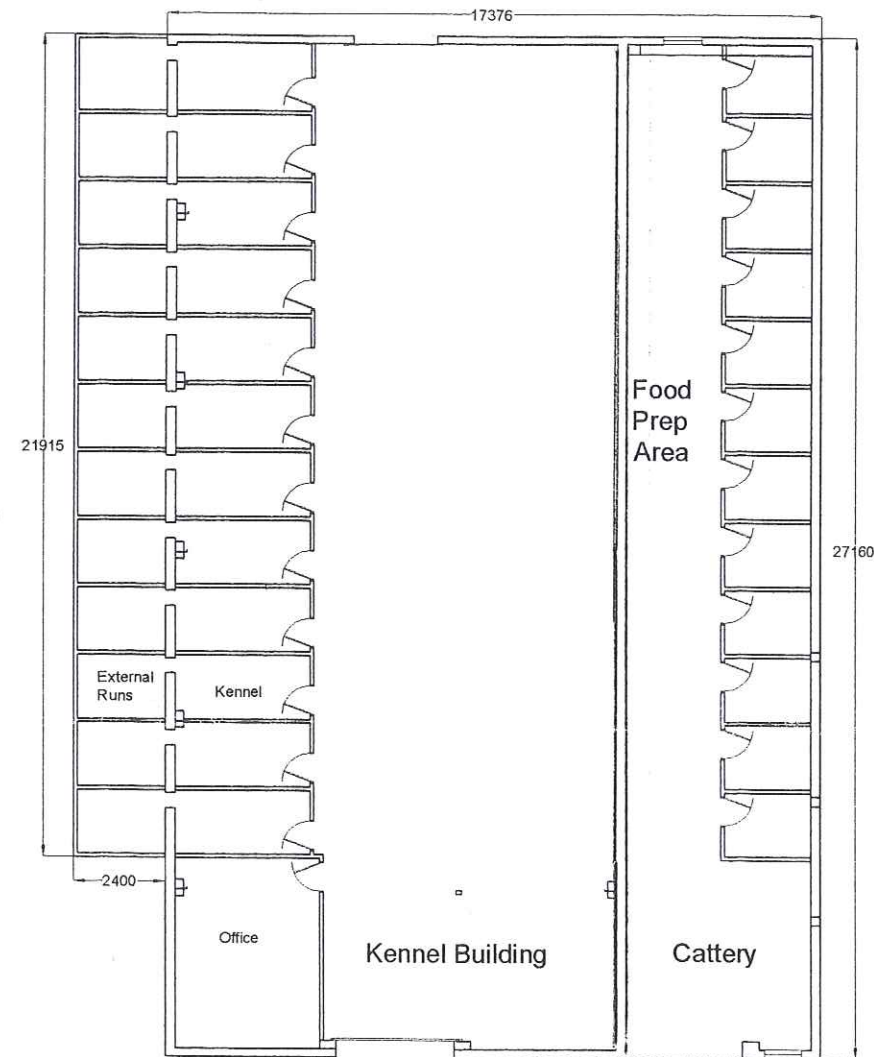 17376
21915
27160
Food
Prep
Area
External
Runs
Kennel
2400
Office
Kennel Building
Cattery